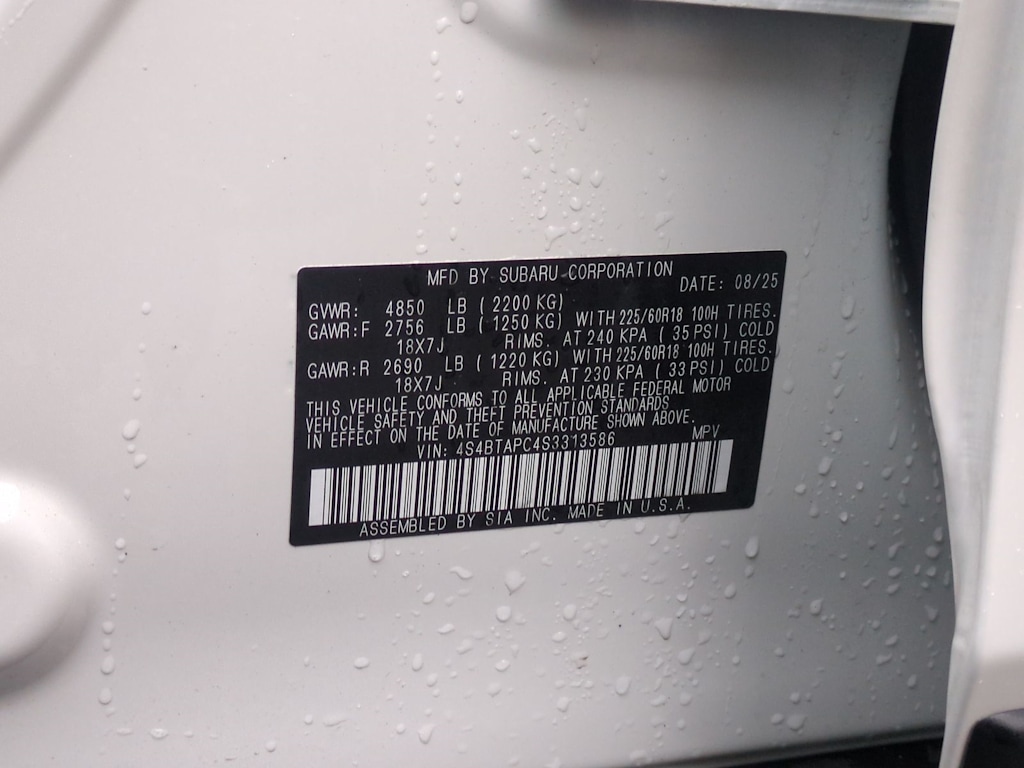 MFD BY SUBARU CORPORATION DATE: 08/25
GVWR: 4850 LB (2200 KG)
GAWR:F 2756 LB (1250 KG) WITH 225/60R18 100H TIRES.
18X7J RIMS. AT 240 KPA (35 PSI) COLD
GAWR:R 2690 LB (1220 KG) WITH 225/60R18 100H TIRES.
18X7J RIMS. AT 230 KPA (33 PSI) COLD
THIS VEHICLE CONFORMS TO ALL APPLICABLE FEDERAL MOTOR
VEHICLE SAFETY AND THEFT PREVENTION STANDARDS
IN EFFECT ON THE DATE OF MANUFACTURE SHOWN ABOVE.
VIN: 4S4BTAPC4S3313586 MPV
ASSEMBLED BY SIA INC. MADE IN U.S.A.